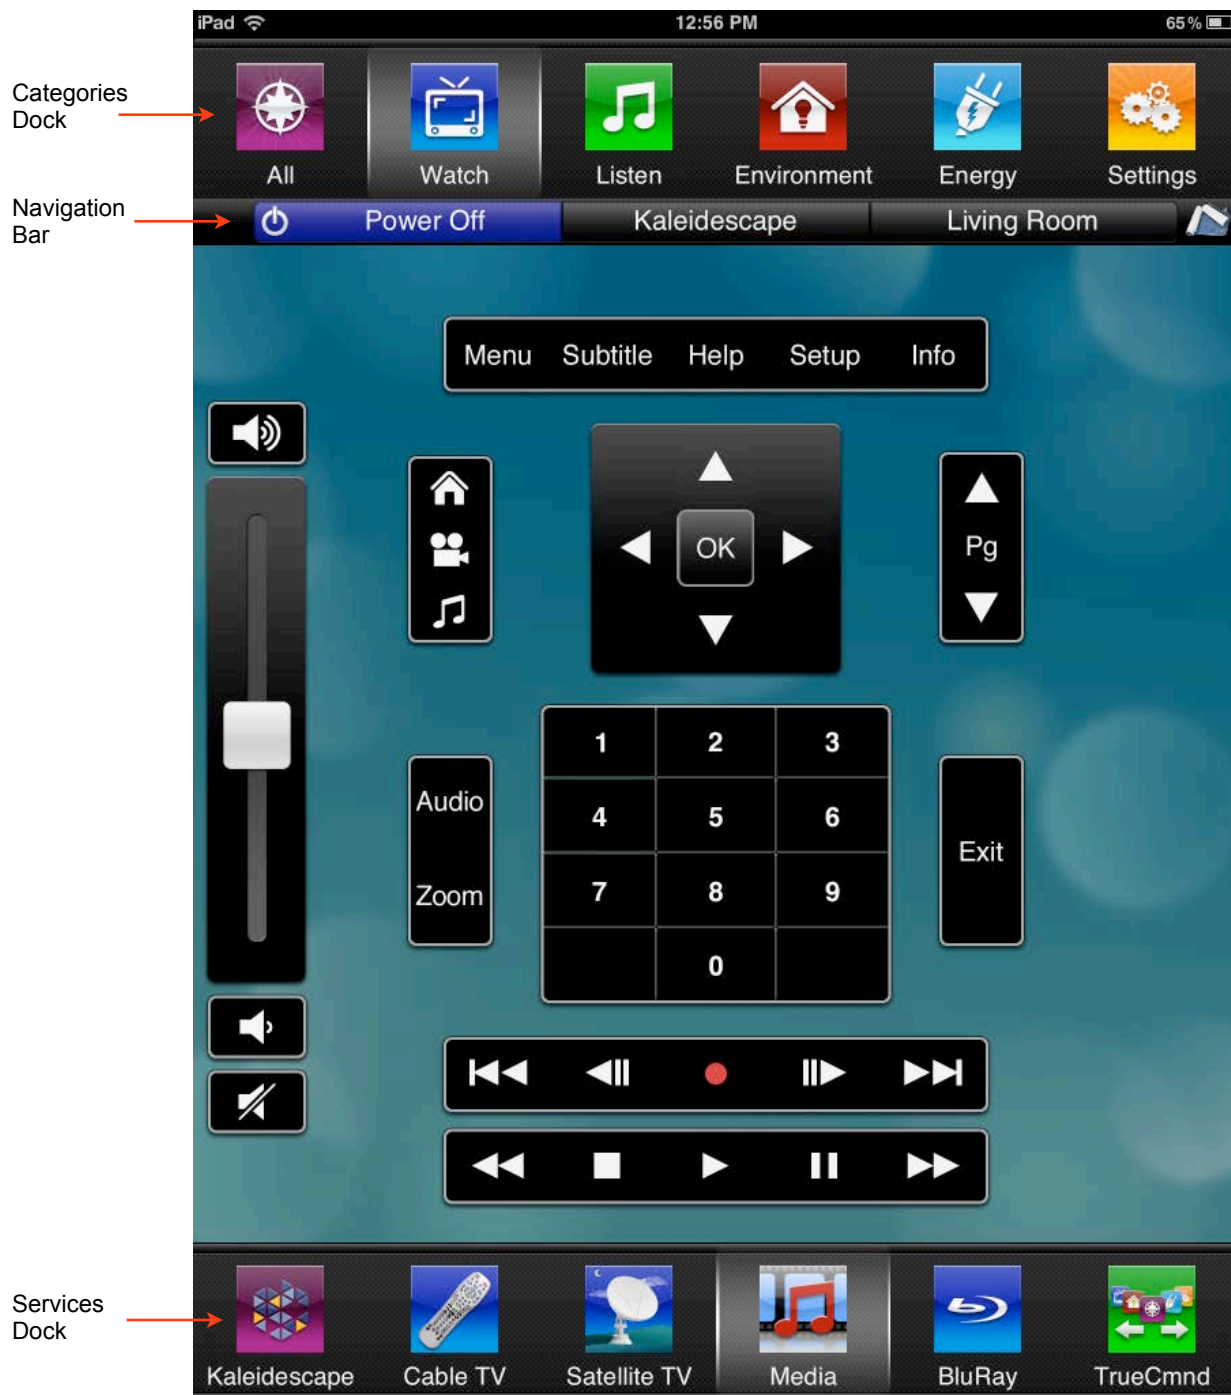 iPad 12:56 PM 65%
Categories
Dock
All Watch Listen Environment Energy Settings
Navigation
Bar
Power Off Kaleidescape Living Room
Menu Subtitle Help Setup Info
OK
Pg
1 2 3
Audio
4 5 6
Exit
Zoom
7 8 9
0
Services
Dock
Kaleidescape Cable TV Satellite TV Media BluRay TrueCmnd